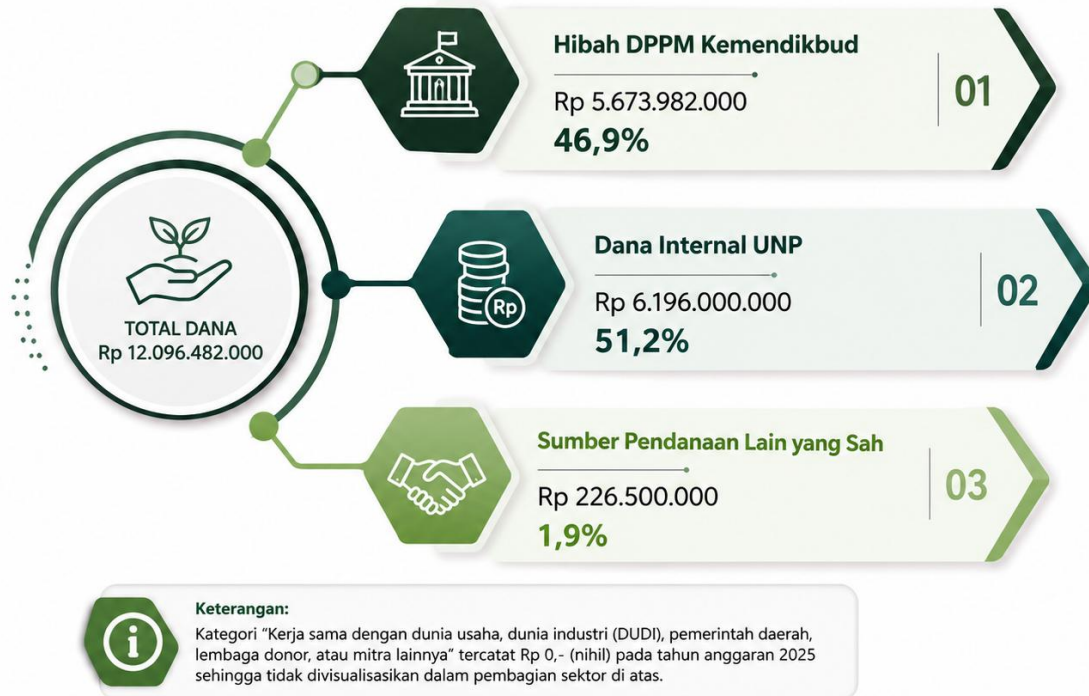 Hibah DPPM Kemendikbud
Rp 5.673.982.000
46,9%
01
Dana Internal UNP
Rp 6.196.000.000
51,2%
02
Rp
TOTAL DANA
Rp 12.096.482.000
Sumber Pendanaan Lain yang Sah
Rp 226.500.000
1,9%
03
Keterangan:
Kategori “Kerja sama dengan dunia usaha, dunia industri (DUDI), pemerintah daerah,
lembaga donor, atau mitra lainnya” tercatat Rp 0,- (nihil) pada tahun anggaran 2025
sehingga tidak divisualisasikan dalam pembagian sektor di atas.